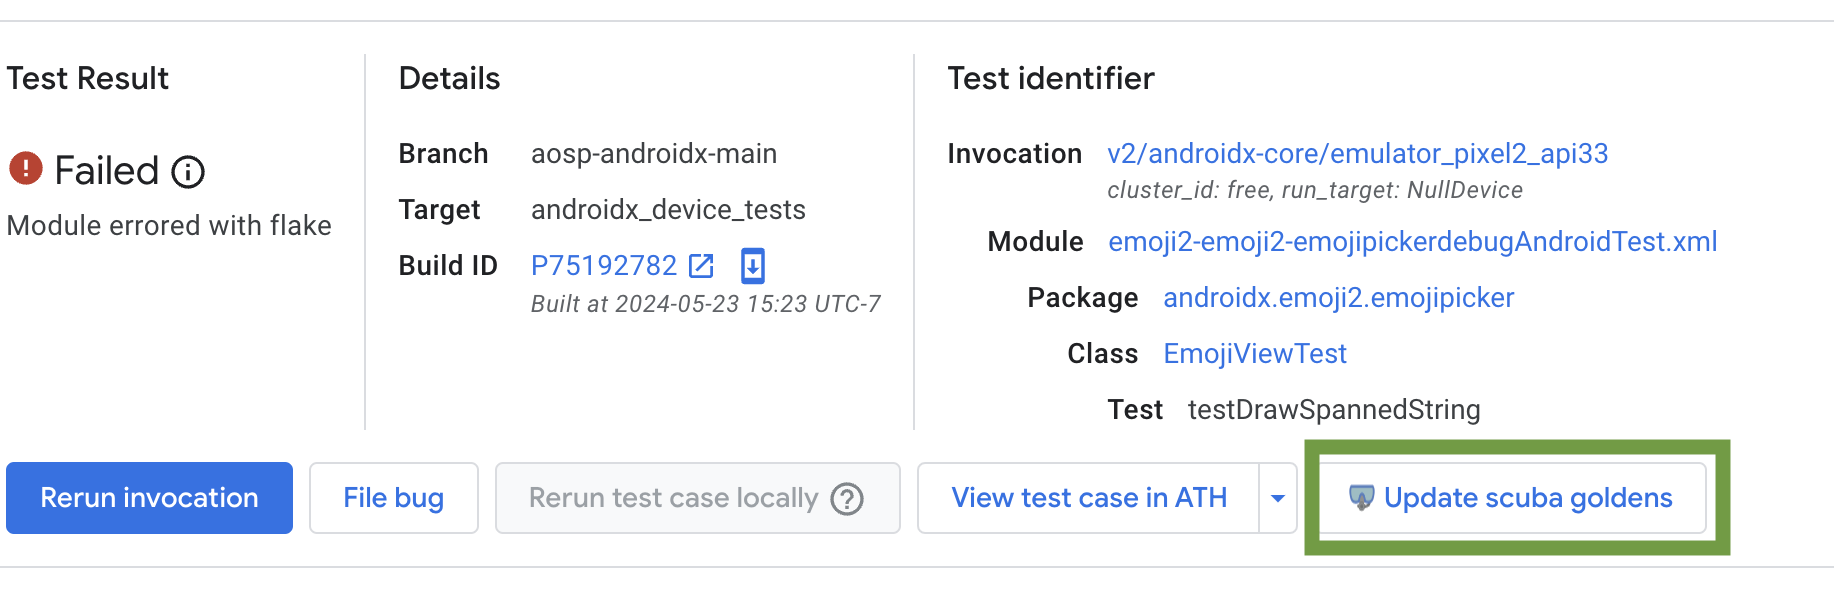 Test Result
Failed
Module errored with flake
Details
Branch aosp-androidx-main
Target androidx_device_tests
Build ID P75192782
Built at 2024-05-23 15:23 UTC-7
Test identifier
Invocation v2/androidx-core/emulator_pixel2_api33
cluster_id: free, run_target: NullDevice
Module emoji2-emoji2-emojipickerdebugAndroidTest.xml
Package androidx.emoji2.emojipicker
Class EmojiViewTest
Test testDrawSpannedString
Rerun invocation
File bug
Rerun test case locally
View test case in ATH
Update scuba goldens